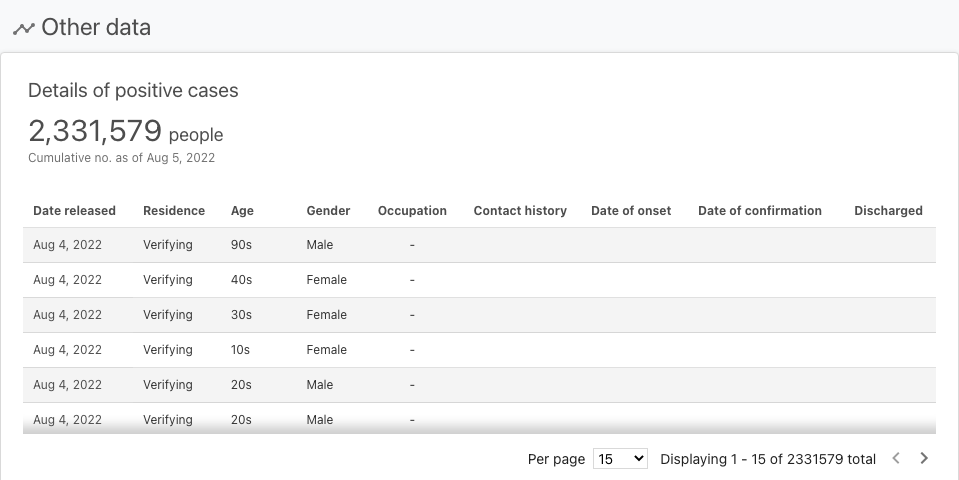 Other data
Details of positive cases
2,331,579 people
Cumulative no. as of Aug 5, 2022
Date released Residence Age Gender Occupation Contact history Date of onset Date of confirmation Discharged
Aug 4, 2022 Verifying 90s Male -
Aug 4, 2022 Verifying 40s Female -
Aug 4, 2022 Verifying 30s Female -
Aug 4, 2022 Verifying 10s Female -
Aug 4, 2022 Verifying 20s Male -
Aug 4, 2022 Verifying 20s Male -
Per page 15 Displaying 1 - 15 of 2331579 total